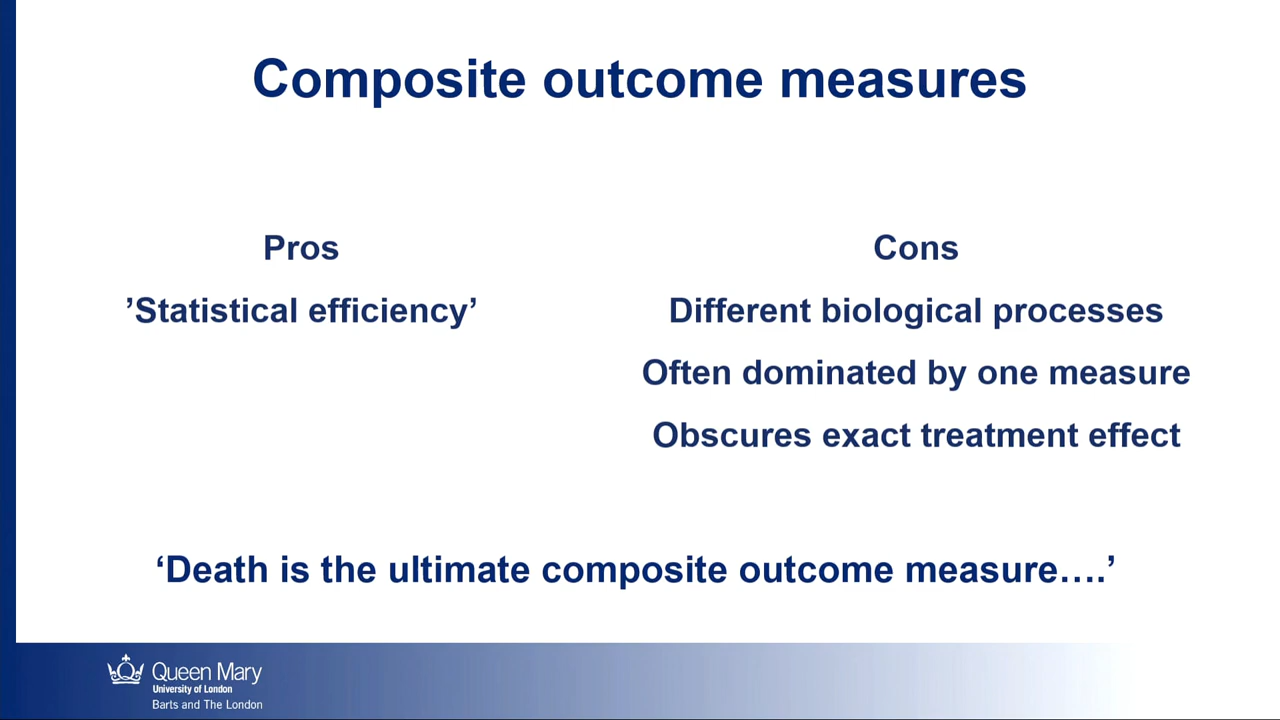 Composite outcome measures
Pros
’Statistical efficiency’
Cons
Different biological processes
Often dominated by one measure
Obscures exact treatment effect
‘Death is the ultimate composite outcome measure….’
Queen Mary
University of London
Barts and The London